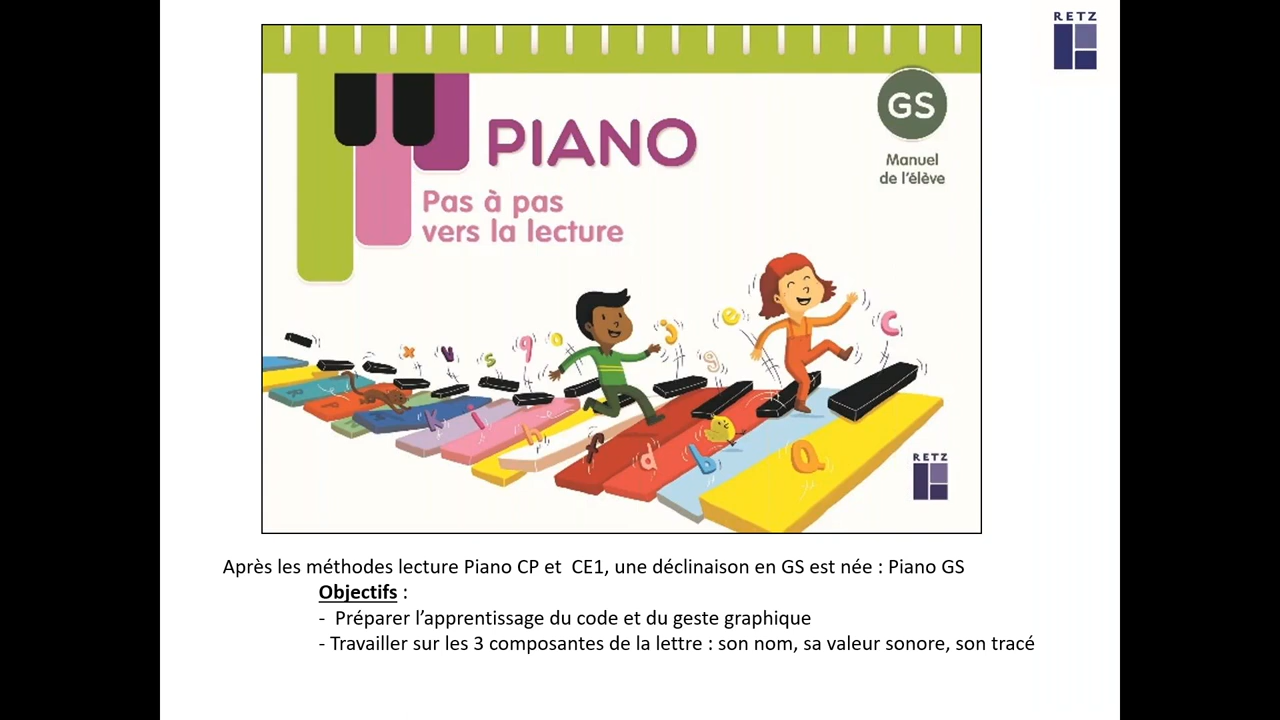 RETZ
GS
Manuel
de l'élève
PIANO
Pas à pas
vers la lecture
x v s q o j g e c
k i h f d b a
RETZ
Après les méthodes lecture Piano CP et CE1, une déclinaison en GS est née : Piano GS
Objectifs :
- Préparer l'apprentissage du code et du geste graphique
- Travailler sur les 3 composantes de la lettre : son nom, sa valeur sonore, son tracé